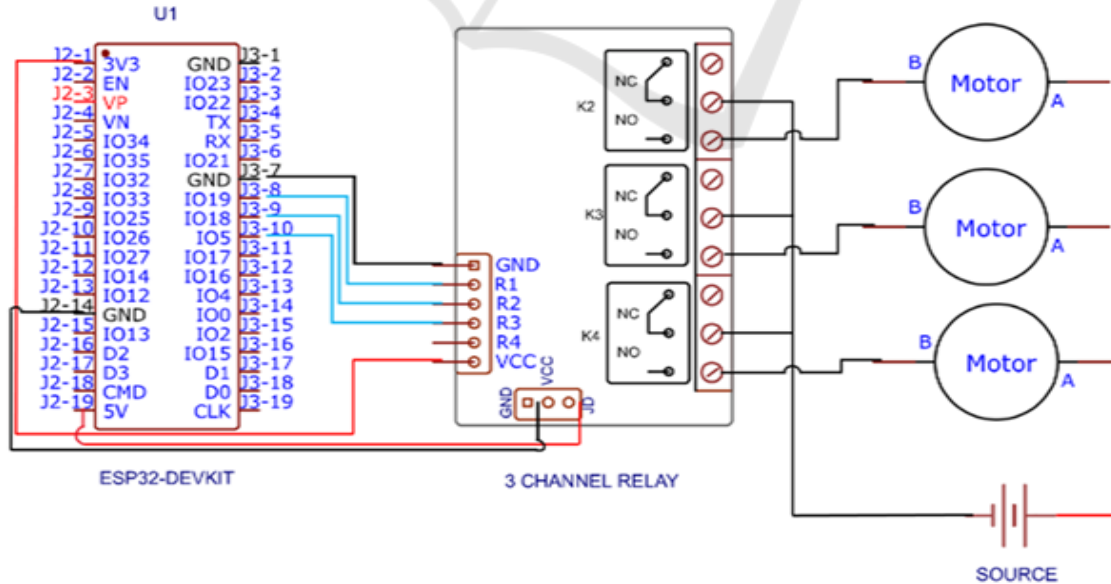 U1
J2-1 3V3 GND J3-1
J2-2 EN IO23 J3-2
J2-3 VP IO22 J3-3
J2-4 VN TX J3-4
J2-5 IO34 RX J3-5
J2-6 IO35 IO21 J3-6
J2-7 IO32 GND J3-7
J2-8 IO33 IO19 J3-8
J2-9 IO25 IO18 J3-9
J2-10 IO26 IO5 J3-10
J2-11 IO27 IO17 J3-11
J2-12 IO14 IO16 J3-12
J2-13 IO12 IO4 J3-13
J2-14 GND IO0 J3-14
J2-15 IO13 IO2 J3-15
J2-16 D2 IO15 J3-16
J2-17 D3 D1 J3-17
J2-18 CMD D0 J3-18
J2-19 5V CLK J3-19
ESP32-DEVKIT
GND
R1
R2
R3
R4
VCC
GND
VCC
JD
K2
NC
NO
K3
NC
NO
K4
NC
NO
3 CHANNEL RELAY
B Motor A
B Motor A
B Motor A
SOURCE